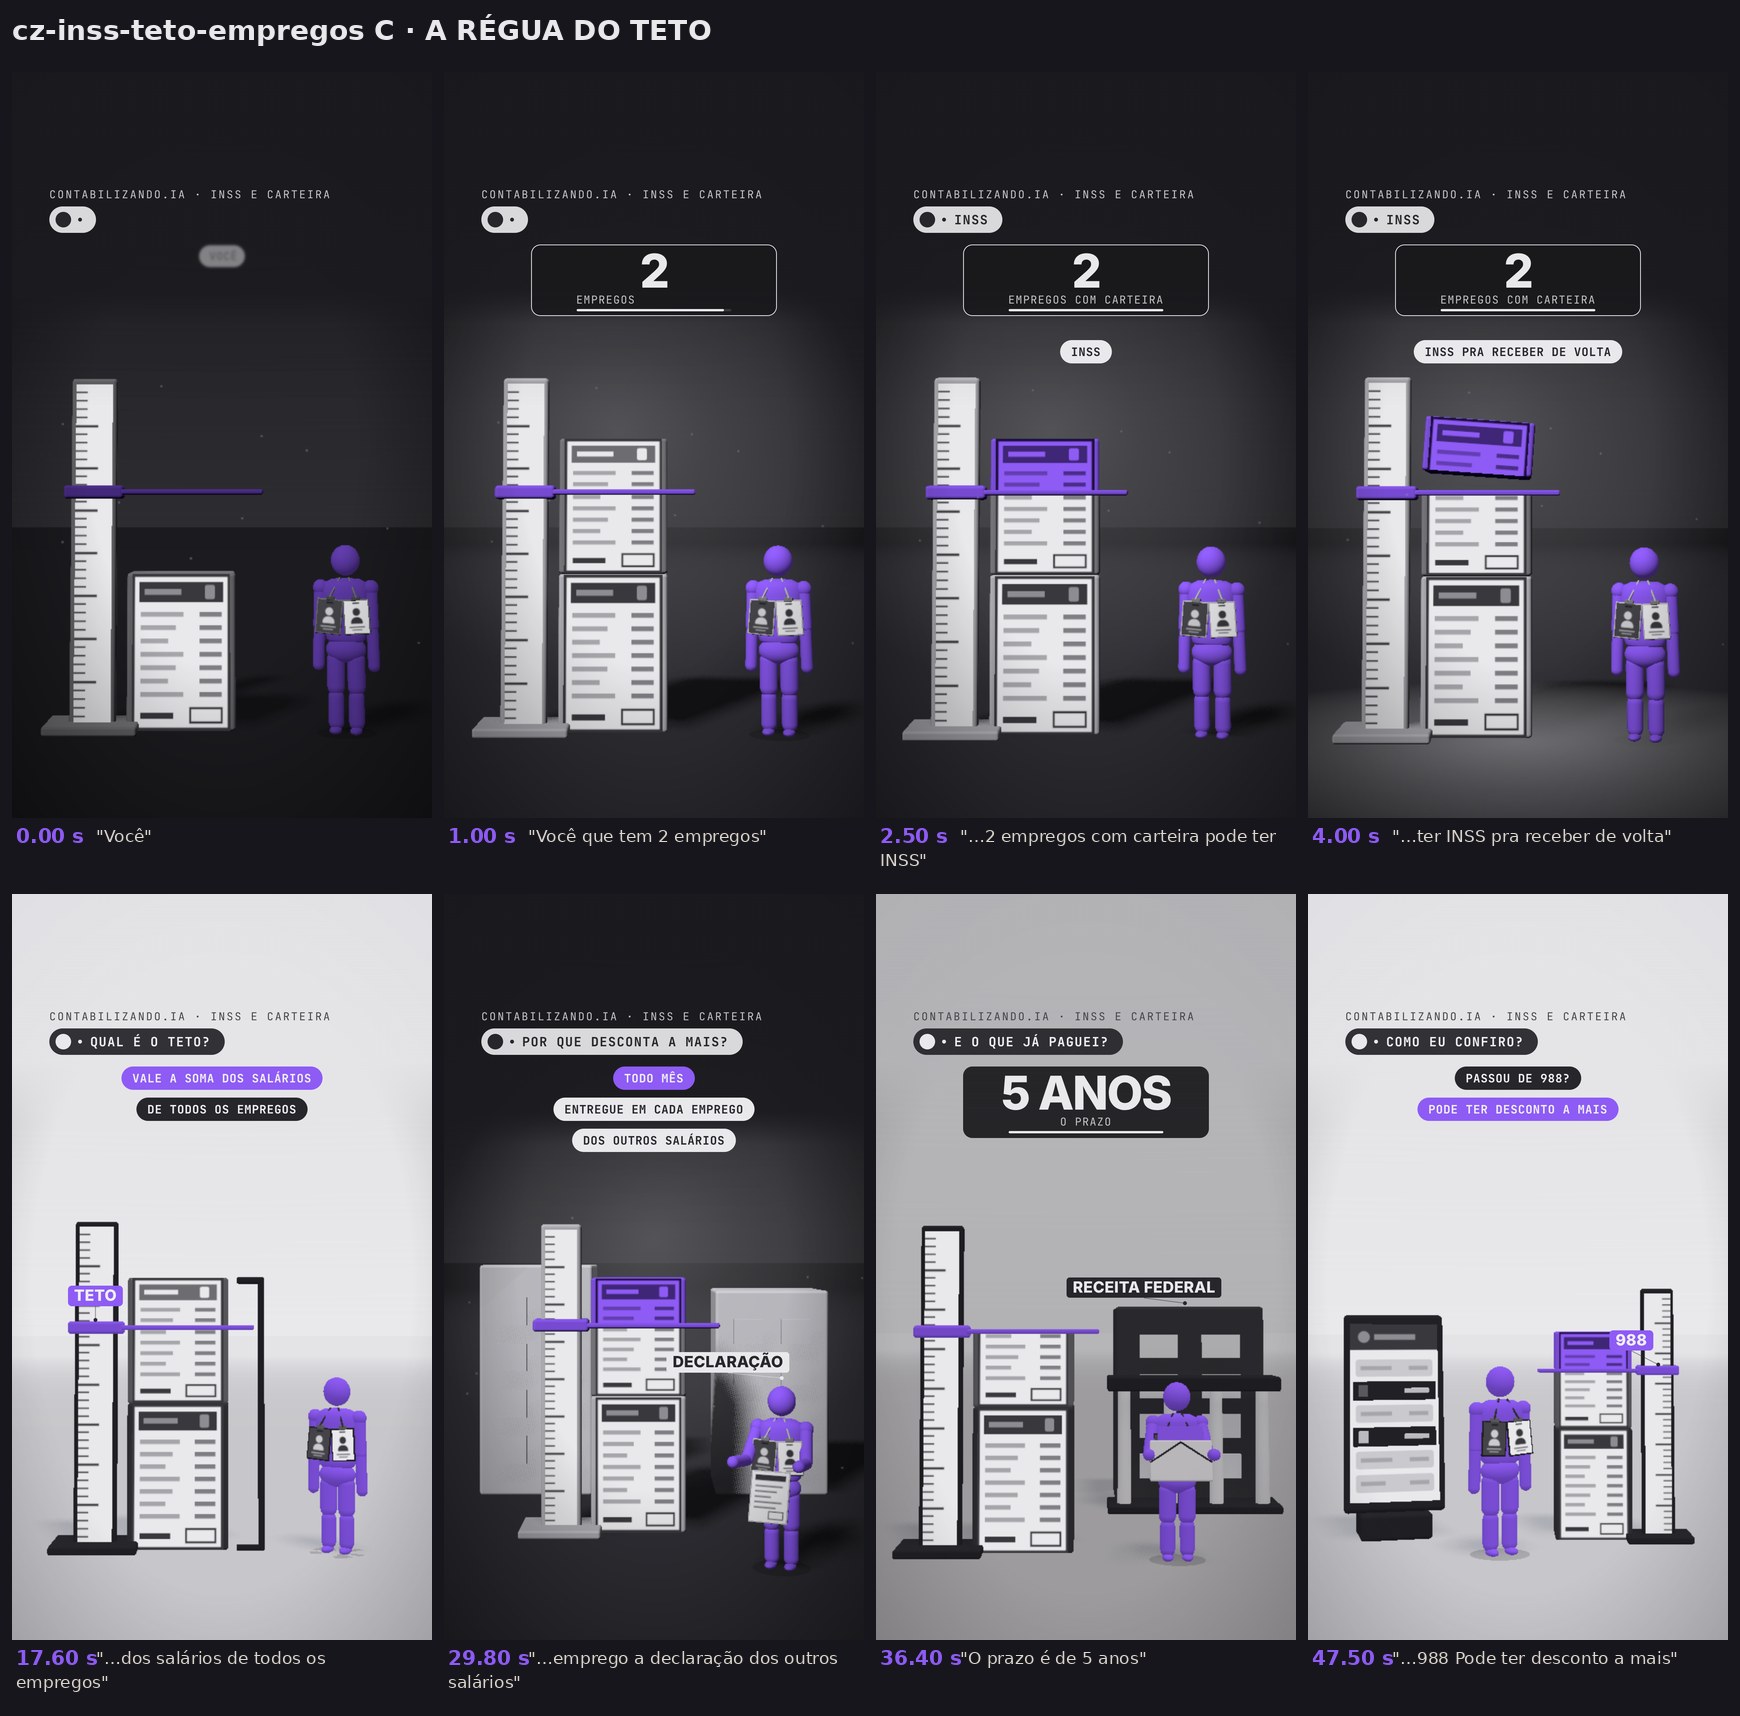 cz-inss-teto-empregos C · A RÉGUA DO TETO
CONTABILIZANDO.IA · INSS E CARTEIRA
VOCÊ
0.00 s "Você"
CONTABILIZANDO.IA · INSS E CARTEIRA
2
EMPREGOS
1.00 s "Você que tem 2 empregos"
CONTABILIZANDO.IA · INSS E CARTEIRA
• INSS
2
EMPREGOS COM CARTEIRA
INSS
2.50 s "...2 empregos com carteira pode ter
INSS"
CONTABILIZANDO.IA · INSS E CARTEIRA
• INSS
2
EMPREGOS COM CARTEIRA
INSS PRA RECEBER DE VOLTA
4.00 s "...ter INSS pra receber de volta"
CONTABILIZANDO.IA · INSS E CARTEIRA
• QUAL É O TETO?
VALE A SOMA DOS SALÁRIOS
DE TODOS OS EMPREGOS
TETO
17.60 s "...dos salários de todos os
empregos"
CONTABILIZANDO.IA · INSS E CARTEIRA
• POR QUE DESCONTA A MAIS?
TODO MÊS
ENTREGUE EM CADA EMPREGO
DOS OUTROS SALÁRIOS
DECLARAÇÃO
29.80 s "...emprego a declaração dos outros
salários"
CONTABILIZANDO.IA · INSS E CARTEIRA
• E O QUE JÁ PAGUEI?
5 ANOS
O PRAZO
RECEITA FEDERAL
36.40 s "O prazo é de 5 anos"
CONTABILIZANDO.IA · INSS E CARTEIRA
• COMO EU CONFIRO?
PASSOU DE 988?
PODE TER DESCONTO A MAIS
988
47.50 s "...988 Pode ter desconto a mais"